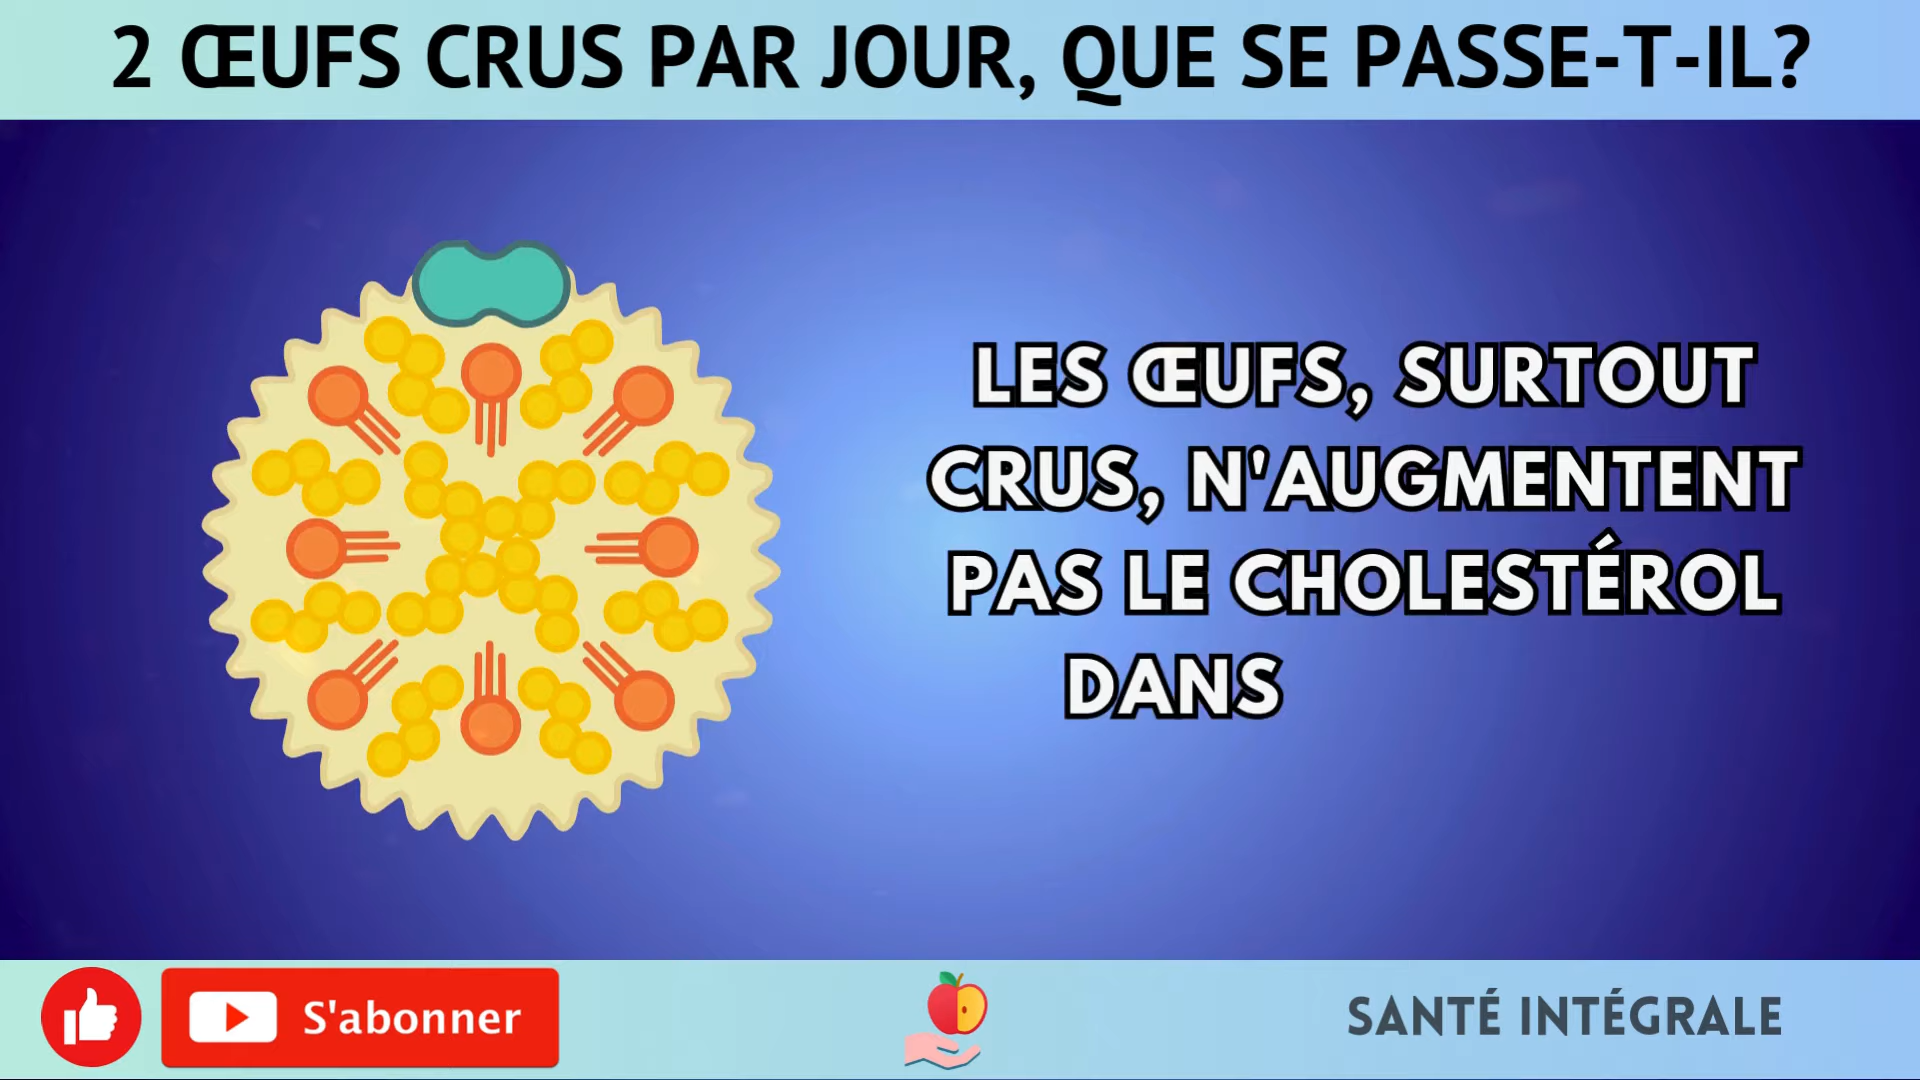 2 ŒUFS CRUS PAR JOUR, QUE SE PASSE-T-IL?
LES ŒUFS, SURTOUT
CRUS, N'AUGMENTENT
PAS LE CHOLESTÉROL
DANS
S'abonner
SANTÉ INTÉGRALE